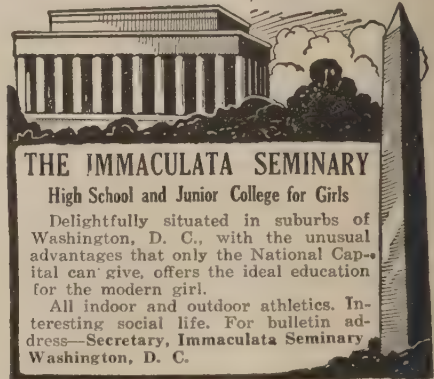 THE IMMACULATA SEMINARY
High School and Junior College for Girls
Delightfully situated in suburbs of
Washington, D. C., with the unusual
advantages that only the National Cap-
ital can give, offers the ideal education
for the modern girl.
All indoor and outdoor athletics. In-
teresting social life. For bulletin ad-
dress—Secretary, Immaculata Seminary
Washington, D. C.